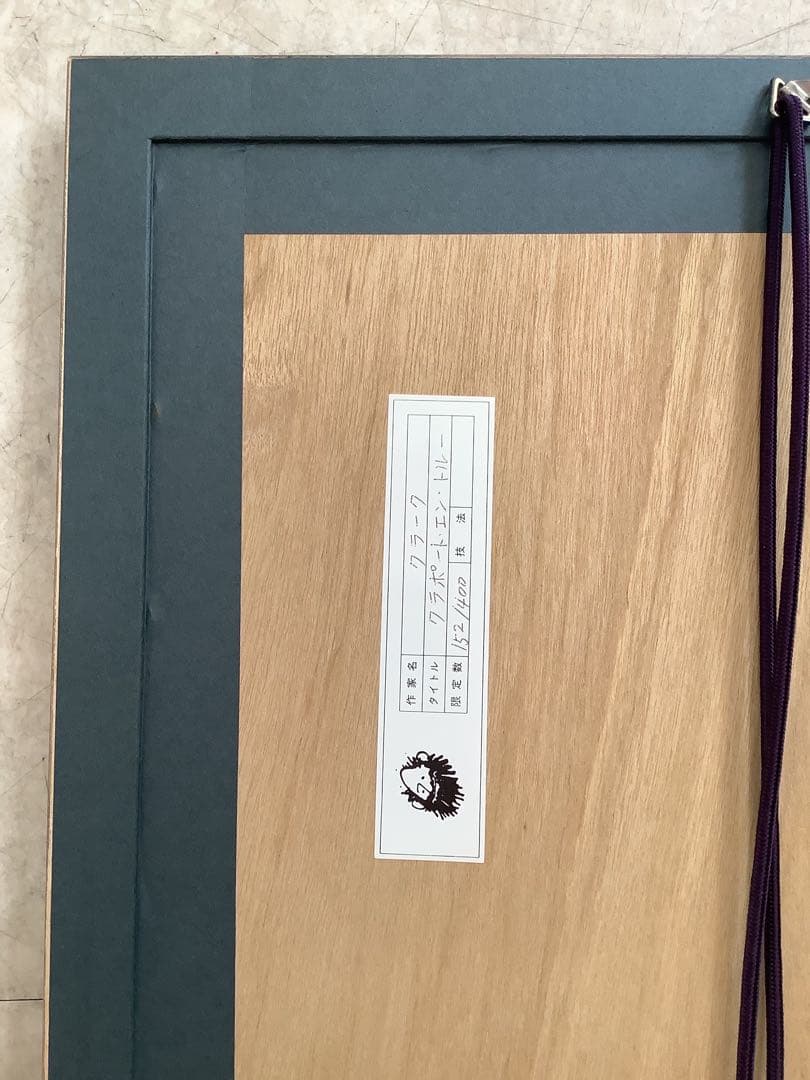 作家名 クラーク
タイトル クラポート・エン・トルー
限定数 152/400 技法